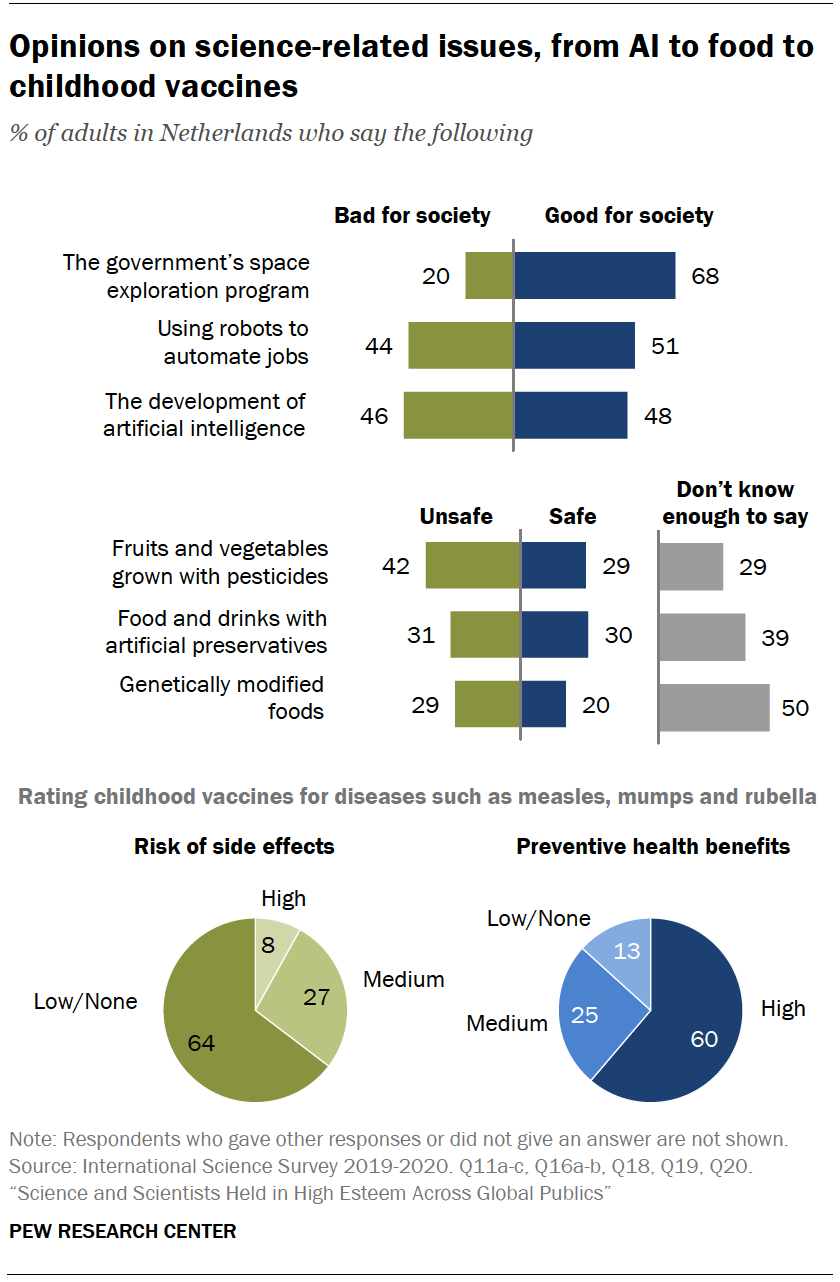 Opinions on science-related issues, from AI to food to
childhood vaccines
% of adults in Netherlands who say the following
Bad for society Good for society
The government's space
exploration program
20 68
Using robots to
automate jobs
44 51
The development of
artificial intelligence
46 48
Don't know
enough to say
Unsafe Safe
Fruits and vegetables
grown with pesticides
42 29 29
Food and drinks with
artificial preservatives
31 30 39
Genetically modified
foods
29 20 50
Rating childhood vaccines for diseases such as measles, mumps and rubella
Risk of side effects
High
8
Medium
27
Low/None
64
Preventive health benefits
Low/None
13
Medium
25
High
60
Note: Respondents who gave other responses or did not give an answer are not shown.
Source: International Science Survey 2019-2020. Q11a-c, Q16a-b, Q18, Q19, Q20.
“Science and Scientists Held in High Esteem Across Global Publics”
PEW RESEARCH CENTER